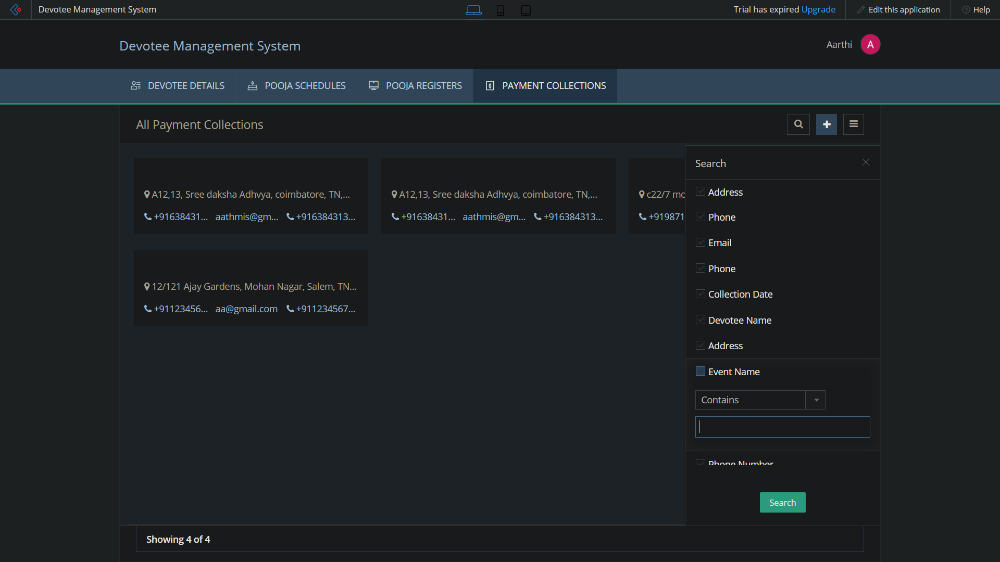 Devotee Management System
Trial has expired Upgrade
Edit this application
Help
Devotee Management System
Aarthi
A
DEVOTEE DETAILS
POOJA SCHEDULES
POOJA REGISTERS
PAYMENT COLLECTIONS
All Payment Collections
A12,13, Sree daksha Adhvya, coimbatore, TN,...
+91638431... aathmis@gm... +916384313...
A12,13, Sree daksha Adhvya, coimbatore, TN,...
+91638431... aathmis@gm... +916384313...
c22/7 mo
+919871
12/121 Ajay Gardens, Mohan Nagar, Salem, TN...
+91123456... aa@gmail.com +911234567...
Search
Address
Phone
Email
Phone
Collection Date
Devotee Name
Address
Event Name
Contains
Phone Number
Search
Showing 4 of 4